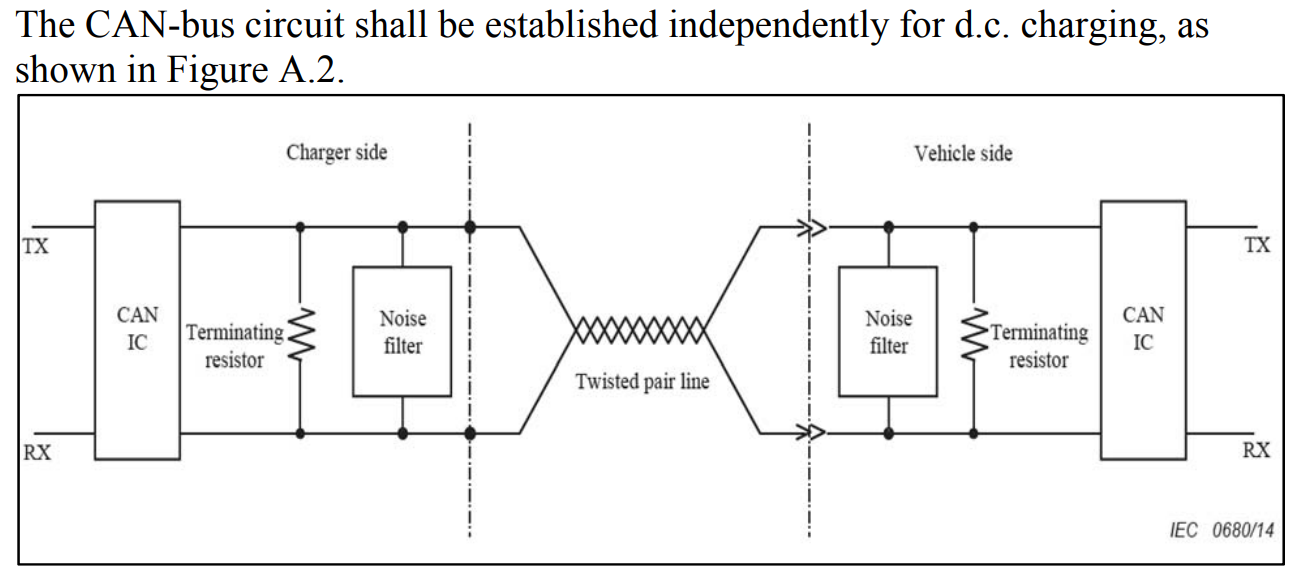 The CAN-bus circuit shall be established independently for d.c. charging, as
shown in Figure A.2.
Charger side
Vehicle side
TX
TX
CAN
IC
Terminating
resistor
Noise
filter
Twisted pair line
Noise
filter
Terminating
resistor
CAN
IC
RX
RX
IEC 0680/14